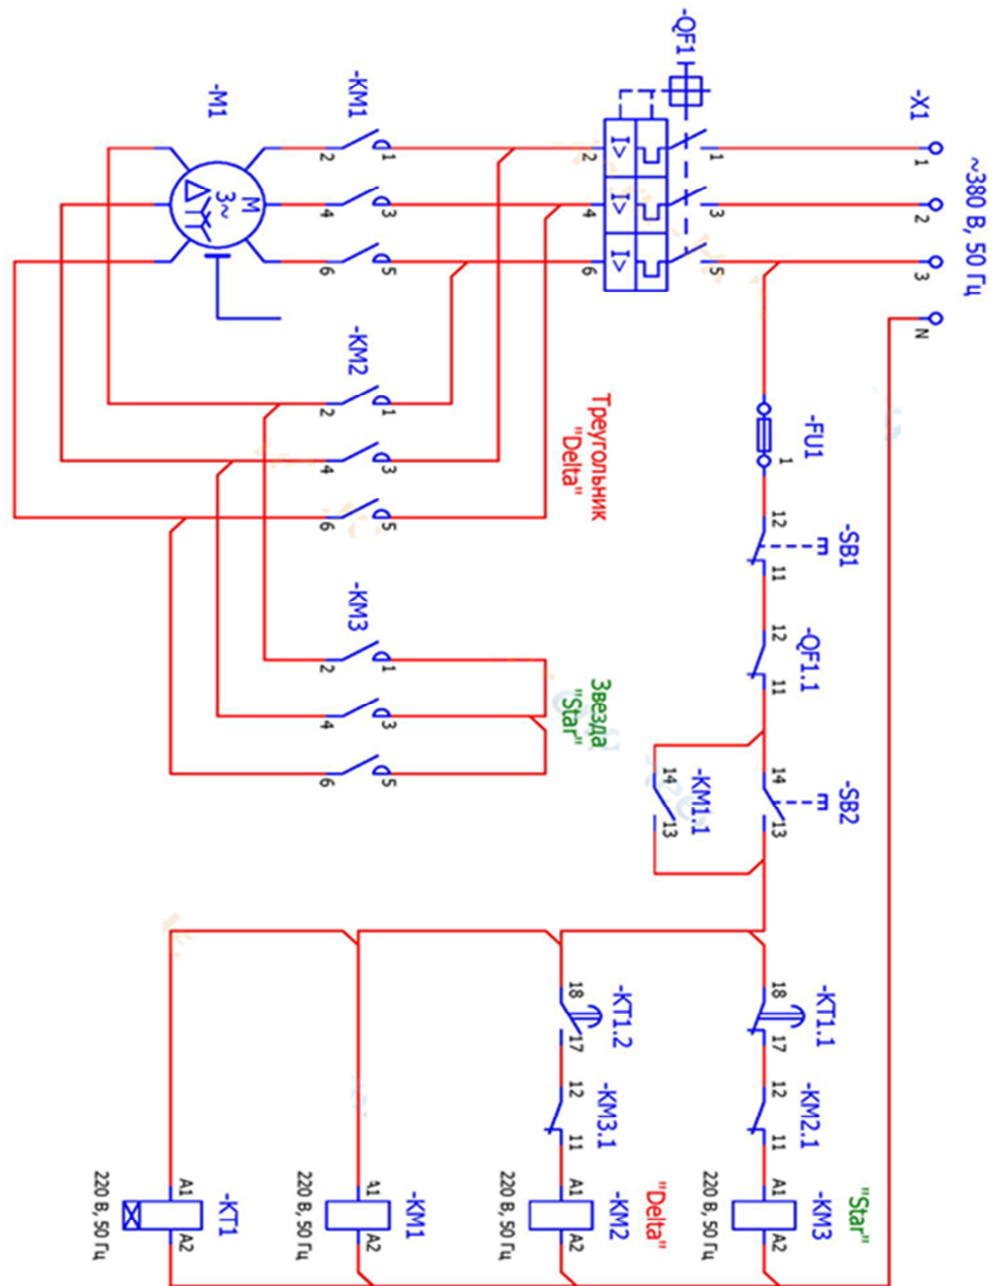 ~380 В, 50 Гц
-X1
1 2 3 N
"Star"
-SB1
-SB2
-KT1.1
-KM3
-FU1
-QF1.1
-KM2.1
1
12 11
12 11
14 13
18 17
12 11
A1 A2
1 3 5
220 В, 50 Гц
-KM1.1
-QF1
14 13
"Delta"
I> I> I>
-KT1.2
-KM2
-KM3.1
Треугольник
"Delta"
Звезда
"Star"
2 4 6
18 17
12 11
A1 A2
220 В, 50 Гц
-KM1
1 3 5
1 3 5
1 3 5
A1 A2
-KM1
-KM2
-KM3
2 4 6
2 4 6
2 4 6
220 В, 50 Гц
M
3~
-KT1
-M1
A1 A2
220 В, 50 Гц